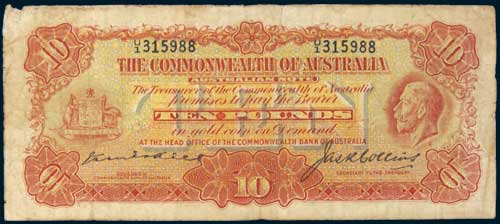 10 U/1 315988 U/1 315988 10
THE COMMONWEALTH OF AUSTRALIA
AUSTRALIAN NOTE
The Treasurer of the Commonwealth of Australia
promises to pay the Bearer
TEN POUNDS
in gold coin on Demand
AT THE HEAD OFFICE OF THE COMMONWEALTH BANK OF AUSTRALIA
Jas. R. Collins
SECRETARY TO THE TREASURY
10 10 10